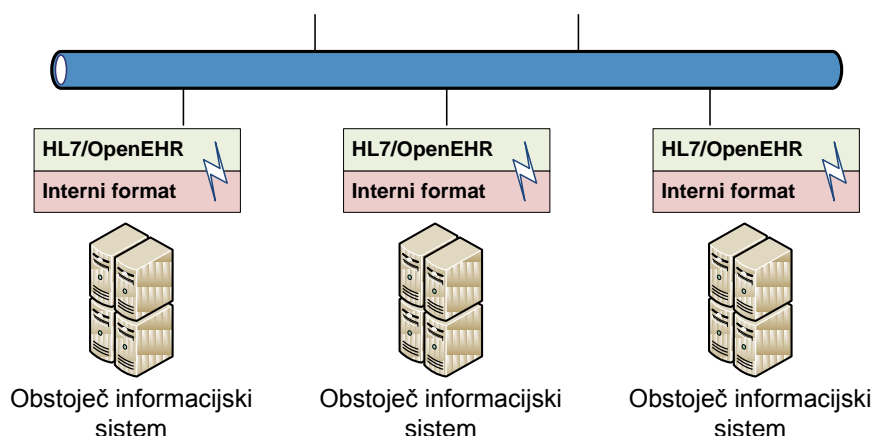 HL7/OpenEHR
Interni format
HL7/OpenEHR
Interni format
HL7/OpenEHR
Interni format
Obstoječ informacijski
sistem
Obstoječ informacijski
sistem
Obstoječ informacijski
sistem